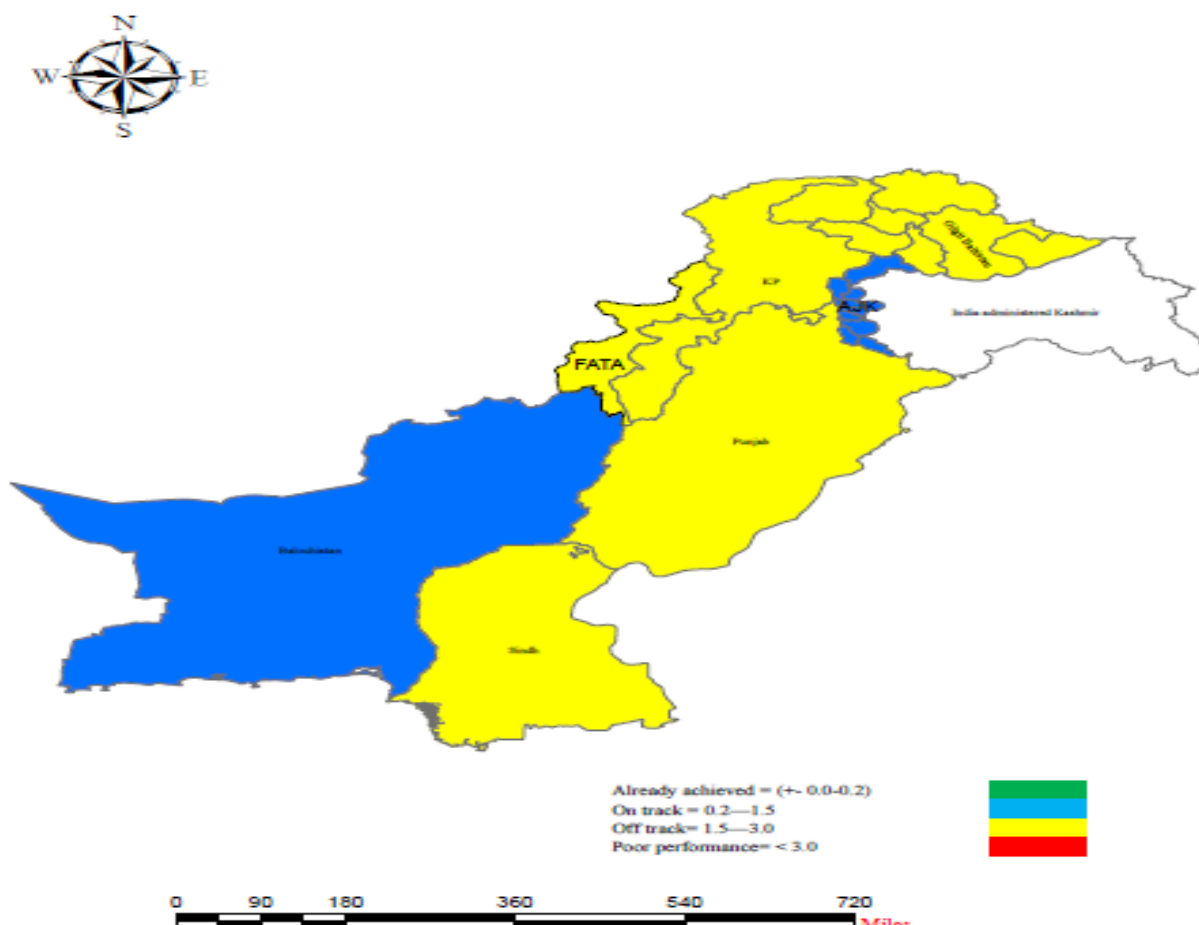 N
W E
S
Gilgit Baltistan
KP
AJK
India administered Kashmir
FATA
Punjab
Balochistan
Sindh
Already achieved = (+- 0.0-0.2)
On track = 0.2—1.5
Off track= 1.5—3.0
Poor performance= < 3.0
0 90 180 360 540 720
Miles